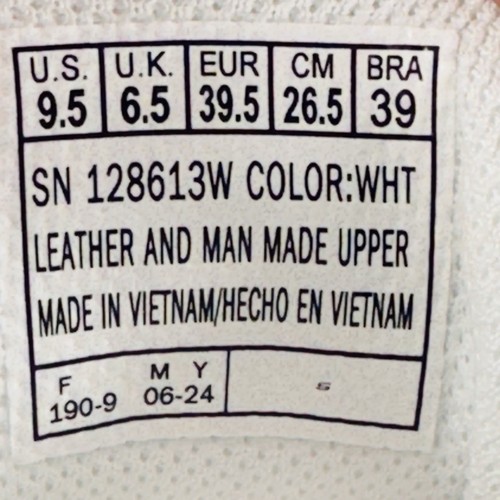 U.S. U.K. EUR CM BRA
9.5 6.5 39.5 26.5 39
SN 128613W COLOR:WHT
LEATHER AND MAN MADE UPPER
MADE IN VIETNAM/HECHO EN VIETNAM
F M Y
190-9 06-24